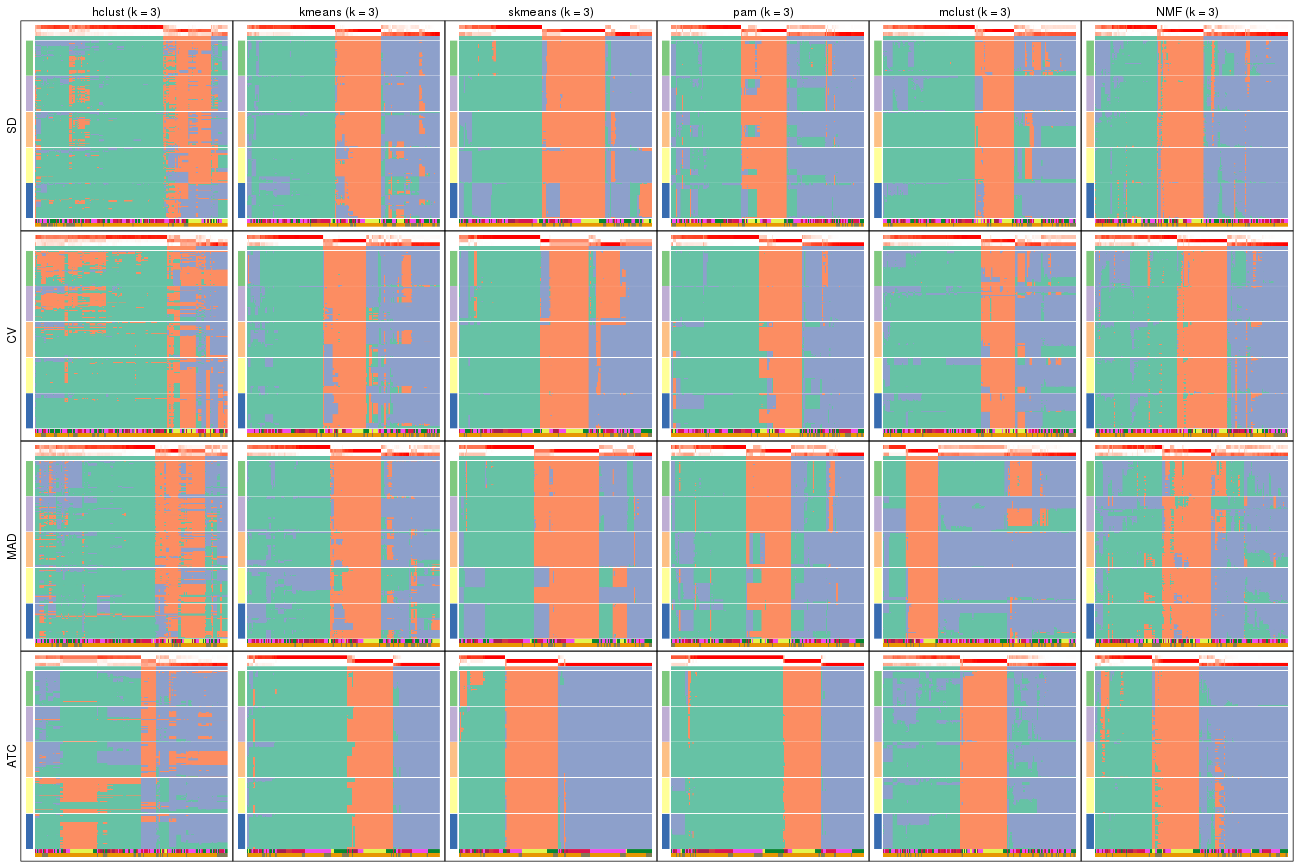 hclust (k = 3) kmeans (k = 3) skmeans (k = 3) pam (k = 3) mclust (k = 3) NMF (k = 3)
SD
CV
MAD
ATC